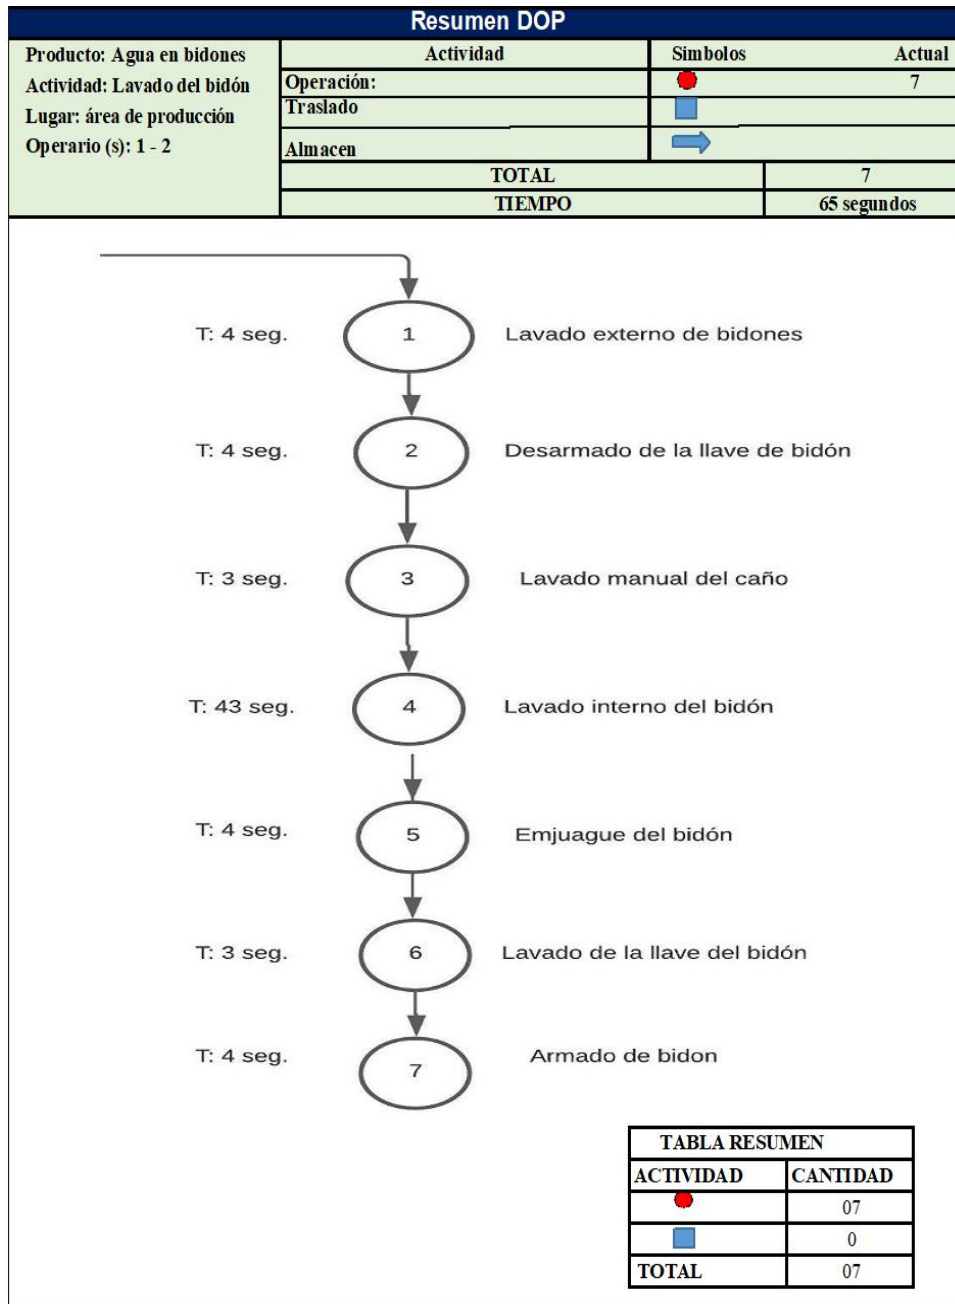 Resumen DOP
Producto: Agua en bidones
Actividad: Lavado del bidón
Lugar: área de producción
Operario (s): 1 - 2
Actividad Simbolos Actual
Operación: 7
Traslado
Almacen
TOTAL 7
TIEMPO 65 segundos
T: 4 seg. 1 Lavado externo de bidones
T: 4 seg. 2 Desarmado de la llave de bidón
T: 3 seg. 3 Lavado manual del caño
T: 43 seg. 4 Lavado interno del bidón
T: 4 seg. 5 Emjuague del bidón
T: 3 seg. 6 Lavado de la llave del bidón
T: 4 seg. 7 Armado de bidon
TABLA RESUMEN
ACTIVIDAD CANTIDAD
07
0
TOTAL 07